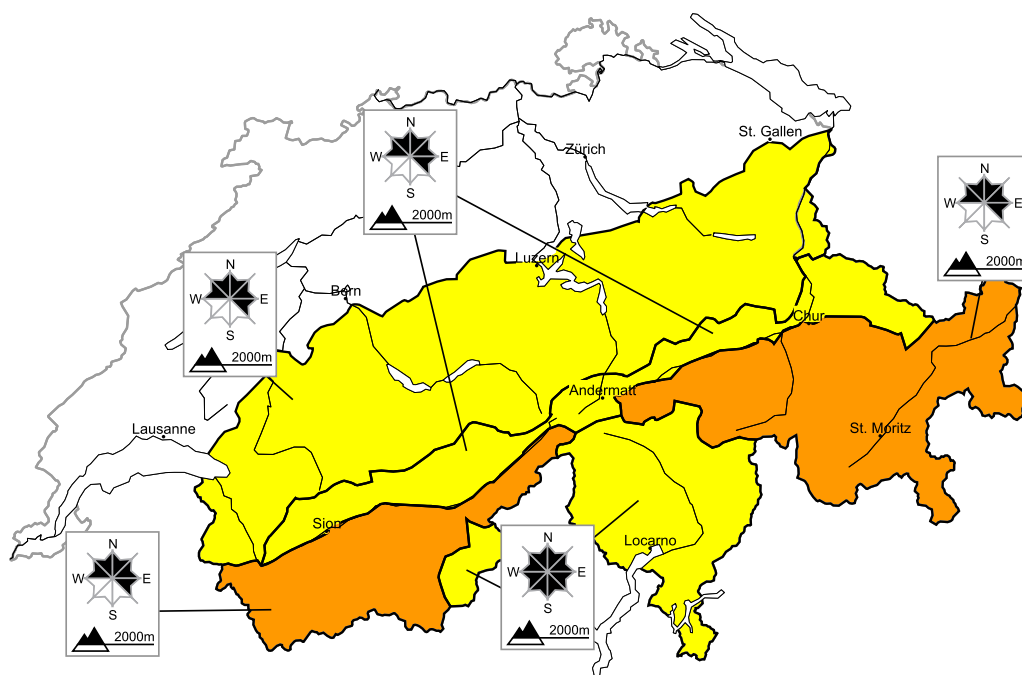 N
W E
S
2000m
St. Gallen
Zürich
N
W E
S
2000m
Luzern
N
W E
S
2000m
Bern
Chur
Andermatt
Lausanne
St. Moritz
Sion
Locarno
N
W E
S
2000m
N
W E
S
2000m